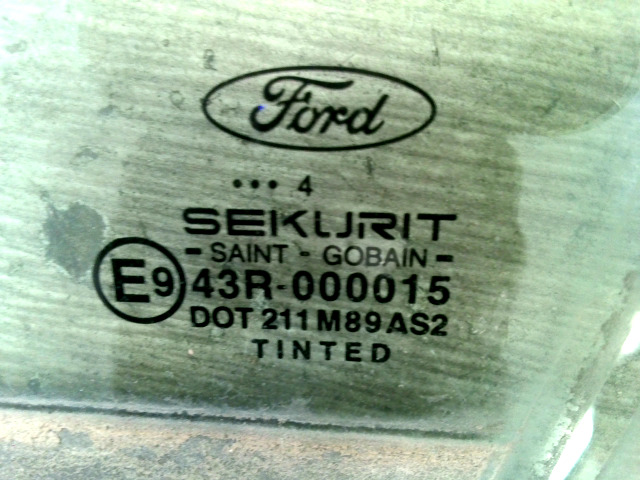 Ford
••• 4
SEKURIT
- SAINT - GOBAIN -
E9 43R-000015
DOT 211 M89 AS2
TINTED